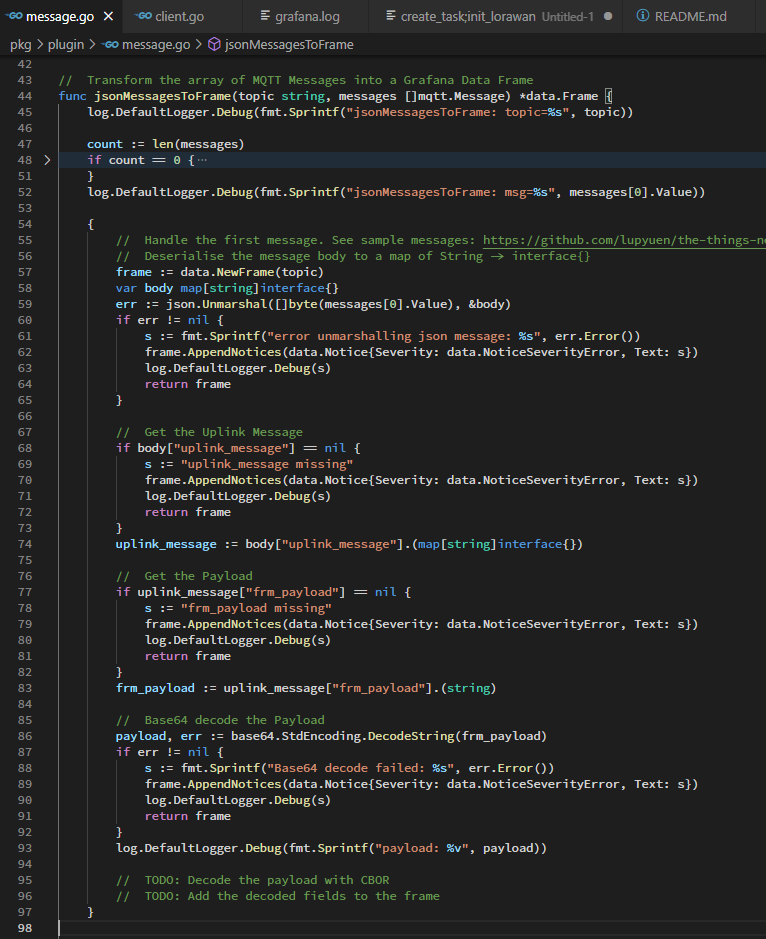 message.go ×  client.go  grafana.log  create_task;init_lorawan Untitled-1 ●  README.md
pkg > plugin > message.go > jsonMessagesToFrame
42
43 //  Transform the array of MQTT Messages into a Grafana Data Frame
44 func jsonMessagesToFrame(topic string, messages []mqtt.Message) *data.Frame {
45     log.DefaultLogger.Debug(fmt.Sprintf("jsonMessagesToFrame: topic=%s", topic))
46
47     count := len(messages)
48 >   if count == 0 {…
51     }
52     log.DefaultLogger.Debug(fmt.Sprintf("jsonMessagesToFrame: msg=%s", messages[0].Value))
53
54     {
55         //  Handle the first message. See sample messages: https://github.com/lupyuen/the-things-n
56         //  Deserialise the message body to a map of String → interface{}
57         frame := data.NewFrame(topic)
58         var body map[string]interface{}
59         err := json.Unmarshal([]byte(messages[0].Value), &body)
60         if err != nil {
61             s := fmt.Sprintf("error unmarshalling json message: %s", err.Error())
62             frame.AppendNotices(data.Notice{Severity: data.NoticeSeverityError, Text: s})
63             log.DefaultLogger.Debug(s)
64             return frame
65         }
66
67         //  Get the Uplink Message
68         if body["uplink_message"] == nil {
69             s := "uplink_message missing"
70             frame.AppendNotices(data.Notice{Severity: data.NoticeSeverityError, Text: s})
71             log.DefaultLogger.Debug(s)
72             return frame
73         }
74         uplink_message := body["uplink_message"].(map[string]interface{})
75
76         //  Get the Payload
77         if uplink_message["frm_payload"] == nil {
78             s := "frm_payload missing"
79             frame.AppendNotices(data.Notice{Severity: data.NoticeSeverityError, Text: s})
80             log.DefaultLogger.Debug(s)
81             return frame
82         }
83         frm_payload := uplink_message["frm_payload"].(string)
84
85         //  Base64 decode the Payload
86         payload, err := base64.StdEncoding.DecodeString(frm_payload)
87         if err != nil {
88             s := fmt.Sprintf("Base64 decode failed: %s", err.Error())
89             frame.AppendNotices(data.Notice{Severity: data.NoticeSeverityError, Text: s})
90             log.DefaultLogger.Debug(s)
91             return frame
92         }
93         log.DefaultLogger.Debug(fmt.Sprintf("payload: %v", payload))
94
95         //  TODO: Decode the payload with CBOR
96         //  TODO: Add the decoded fields to the frame
97     }
98